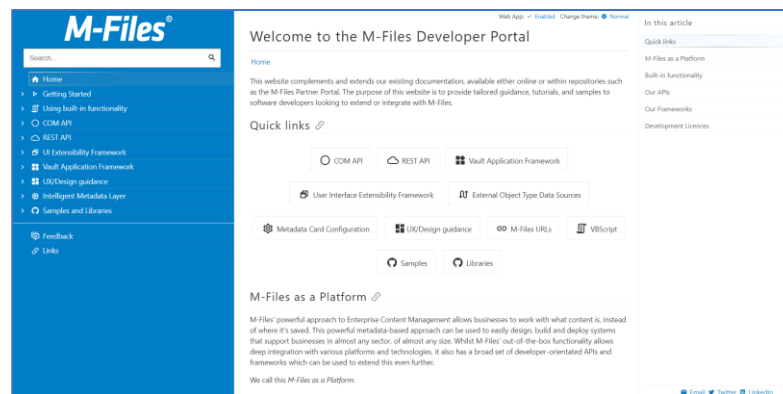 M-Files®
Search...
Home
Getting Started
Using built-in functionality
COM API
REST API
UI Extensibility Framework
Vault Application Framework
UX/Design guidance
Intelligent Metadata Layer
Samples and Libraries
Feedback
Links
Web App: ✓ Enabled Change theme: Normal
Welcome to the M-Files Developer Portal
Home
This website complements and extends our existing documentation, available either online or within repositories such
as the M-Files Partner Portal. The purpose of this website is to provide tailored guidance, tutorials, and samples to
software developers looking to extend or integrate with M-Files.
Quick links
COM API REST API Vault Application Framework
User Interface Extensibility Framework External Object Type Data Sources
Metadata Card Configuration UX/Design guidance M-Files URLs VBScript
Samples Libraries
M-Files as a Platform
M-Files' powerful approach to Enterprise Content Management allows businesses to work with what content is, instead
of where it's saved. This powerful metadata-based approach can be used to easily design, build and deploy systems
that support businesses in almost any sector, of almost any size. Whilst M-Files' out-of-the-box functionality allows
deep integration with various platforms and technologies, it also has a broad set of developer-orientated APIs and
frameworks which can be used to extend this even further.
We call this M-Files as a Platform.
In this article
Quick links
M-Files as a Platform
Built-in functionality
Our APIs
Our Frameworks
Development Licences
Email Twitter LinkedIn